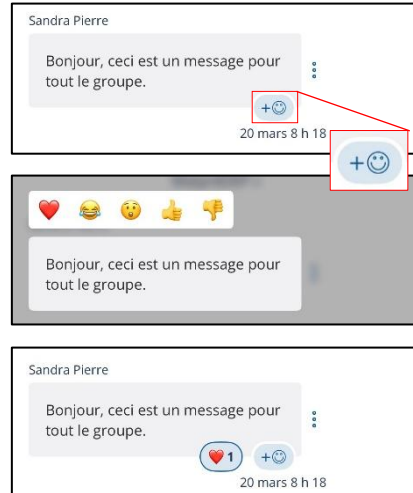 Sandra Pierre
Bonjour, ceci est un message pour
tout le groupe.
+☺
20 mars 8 h 18
+☺
❤️ 😂 😲 👍 👎
Bonjour, ceci est un message pour
tout le groupe.
Sandra Pierre
Bonjour, ceci est un message pour
tout le groupe.
❤️ 1 +☺
20 mars 8 h 18